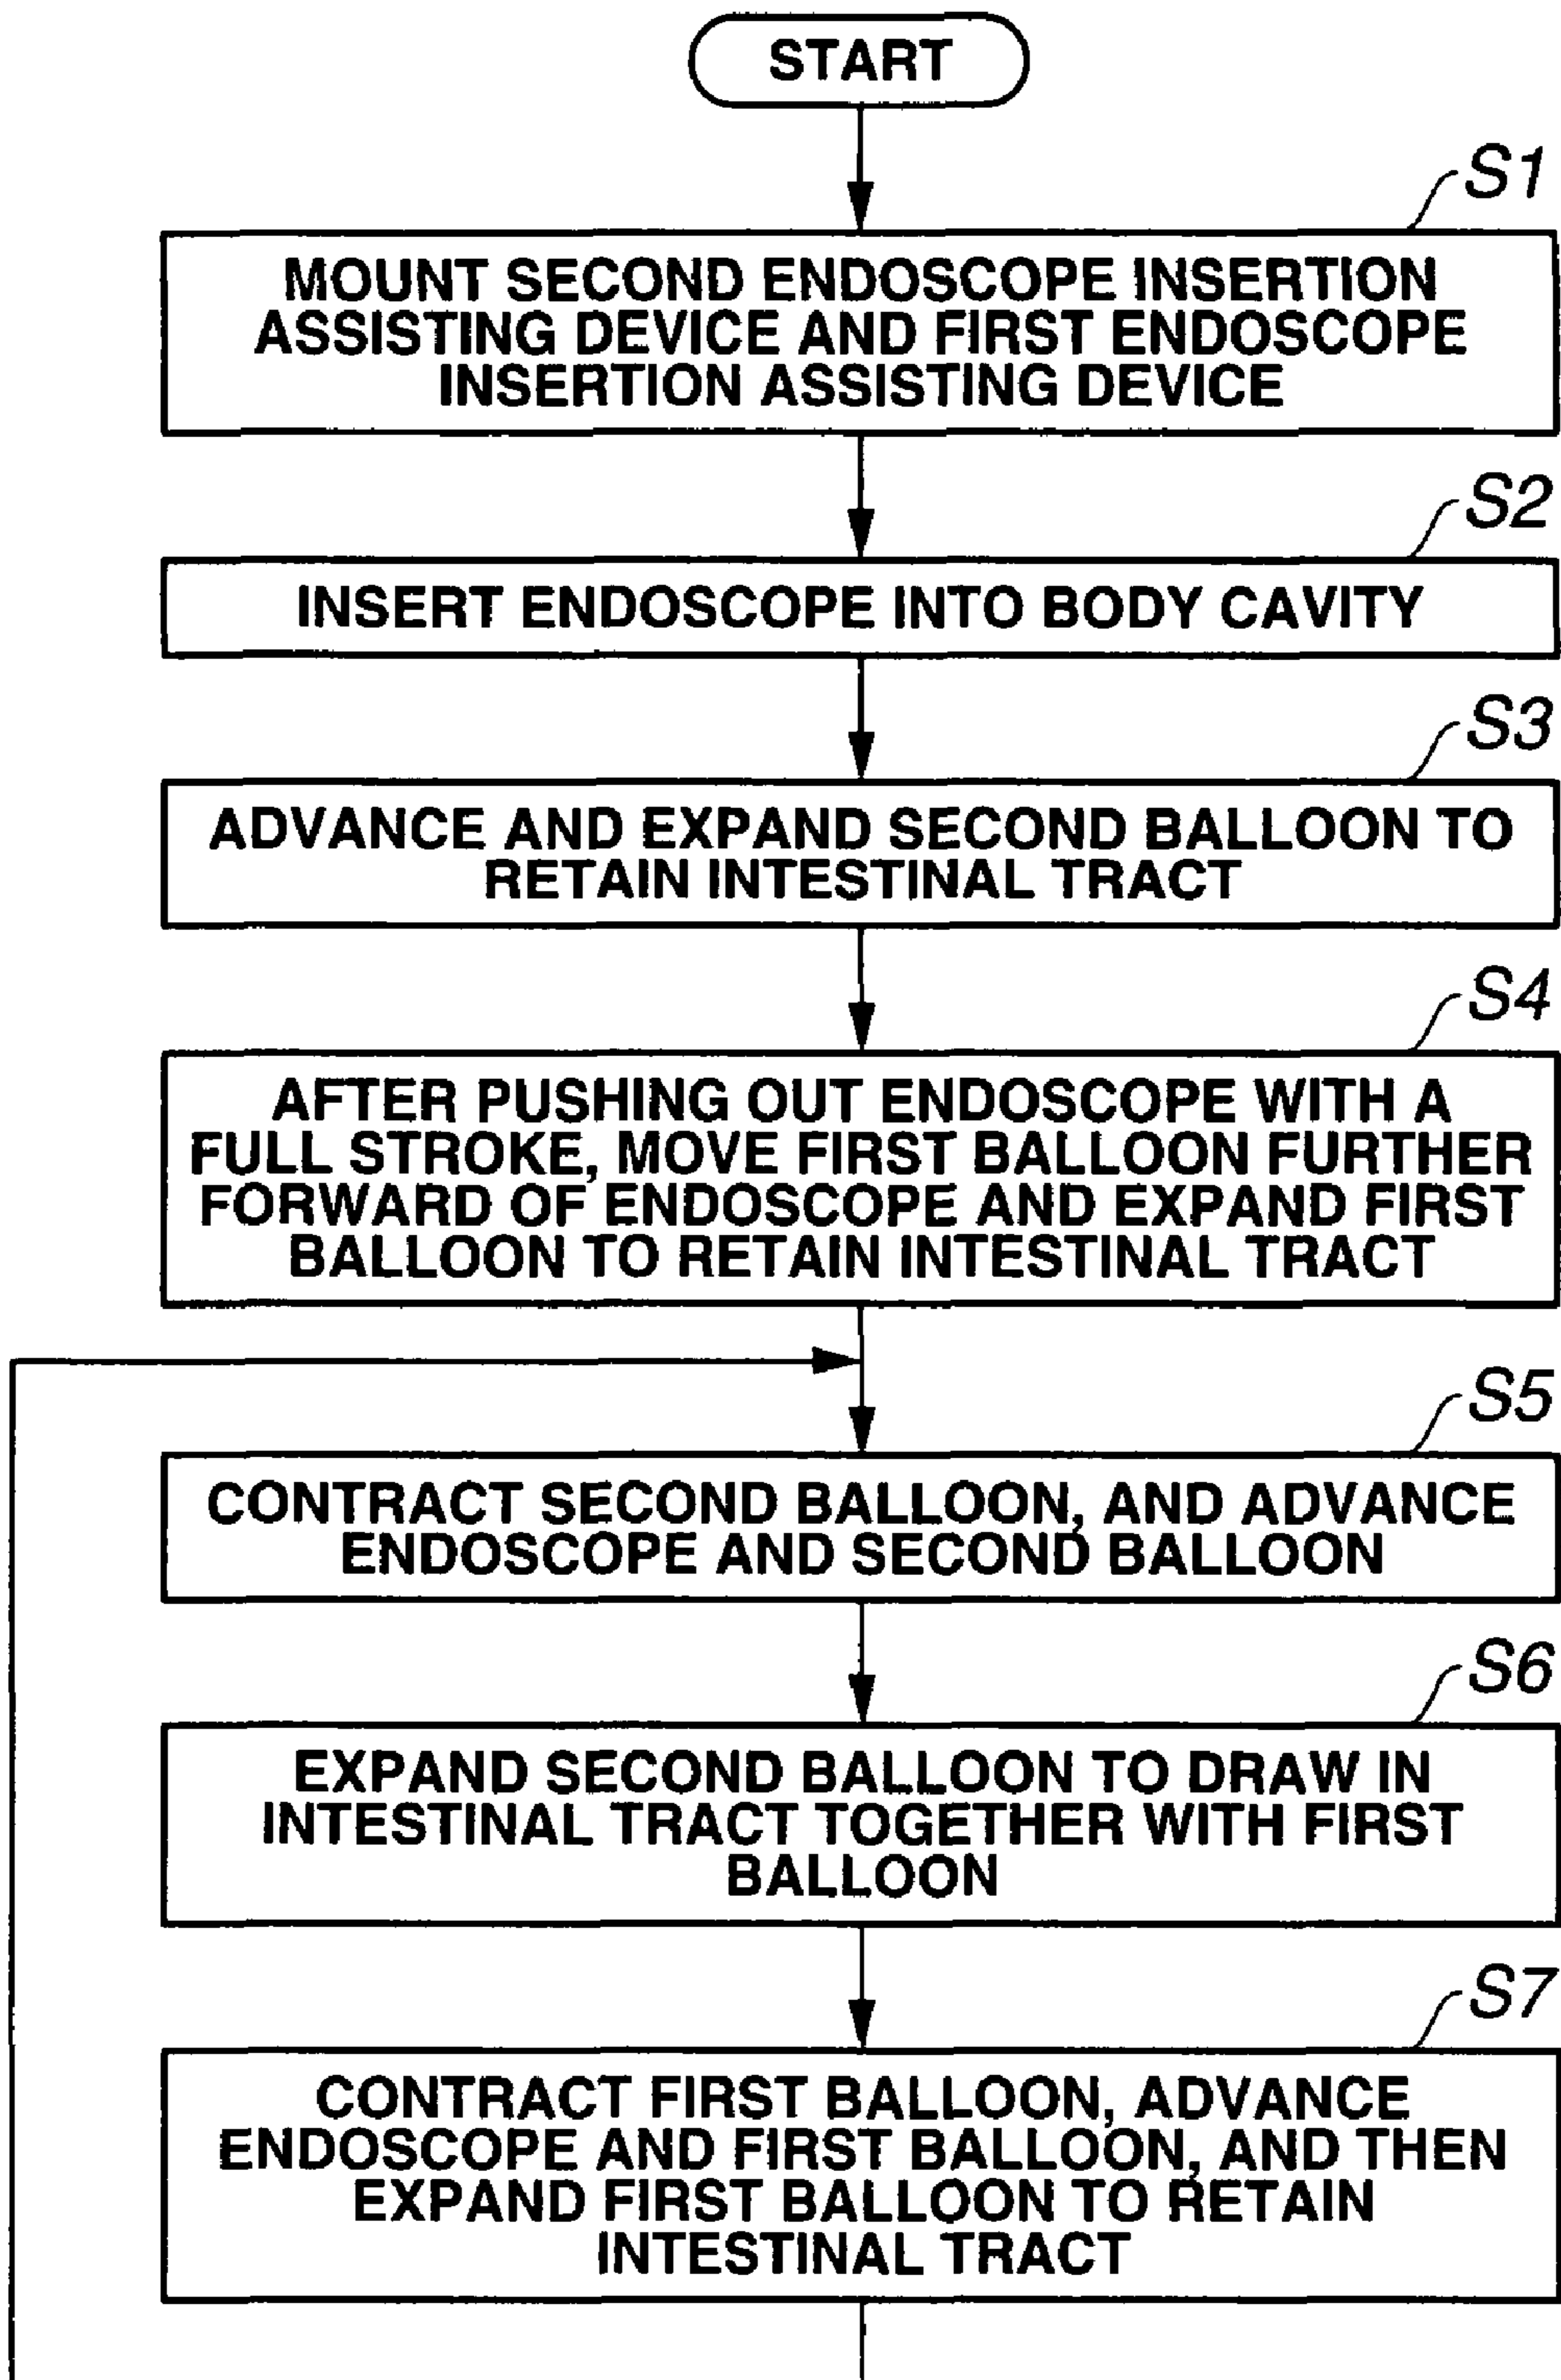 START
S1
MOUNT SECOND ENDOSCOPE INSERTION
ASSISTING DEVICE AND FIRST ENDOSCOPE
INSERTION ASSISTING DEVICE
S2
INSERT ENDOSCOPE INTO BODY CAVITY
S3
ADVANCE AND EXPAND SECOND BALLOON TO
RETAIN INTESTINAL TRACT
S4
AFTER PUSHING OUT ENDOSCOPE WITH A
FULL STROKE, MOVE FIRST BALLOON FURTHER
FORWARD OF ENDOSCOPE AND EXPAND FIRST
BALLOON TO RETAIN INTESTINAL TRACT
S5
CONTRACT SECOND BALLOON, AND ADVANCE
ENDOSCOPE AND SECOND BALLOON
S6
EXPAND SECOND BALLOON TO DRAW IN
INTESTINAL TRACT TOGETHER WITH FIRST
BALLOON
S7
CONTRACT FIRST BALLOON, ADVANCE
ENDOSCOPE AND FIRST BALLOON, AND THEN
EXPAND FIRST BALLOON TO RETAIN
INTESTINAL TRACT